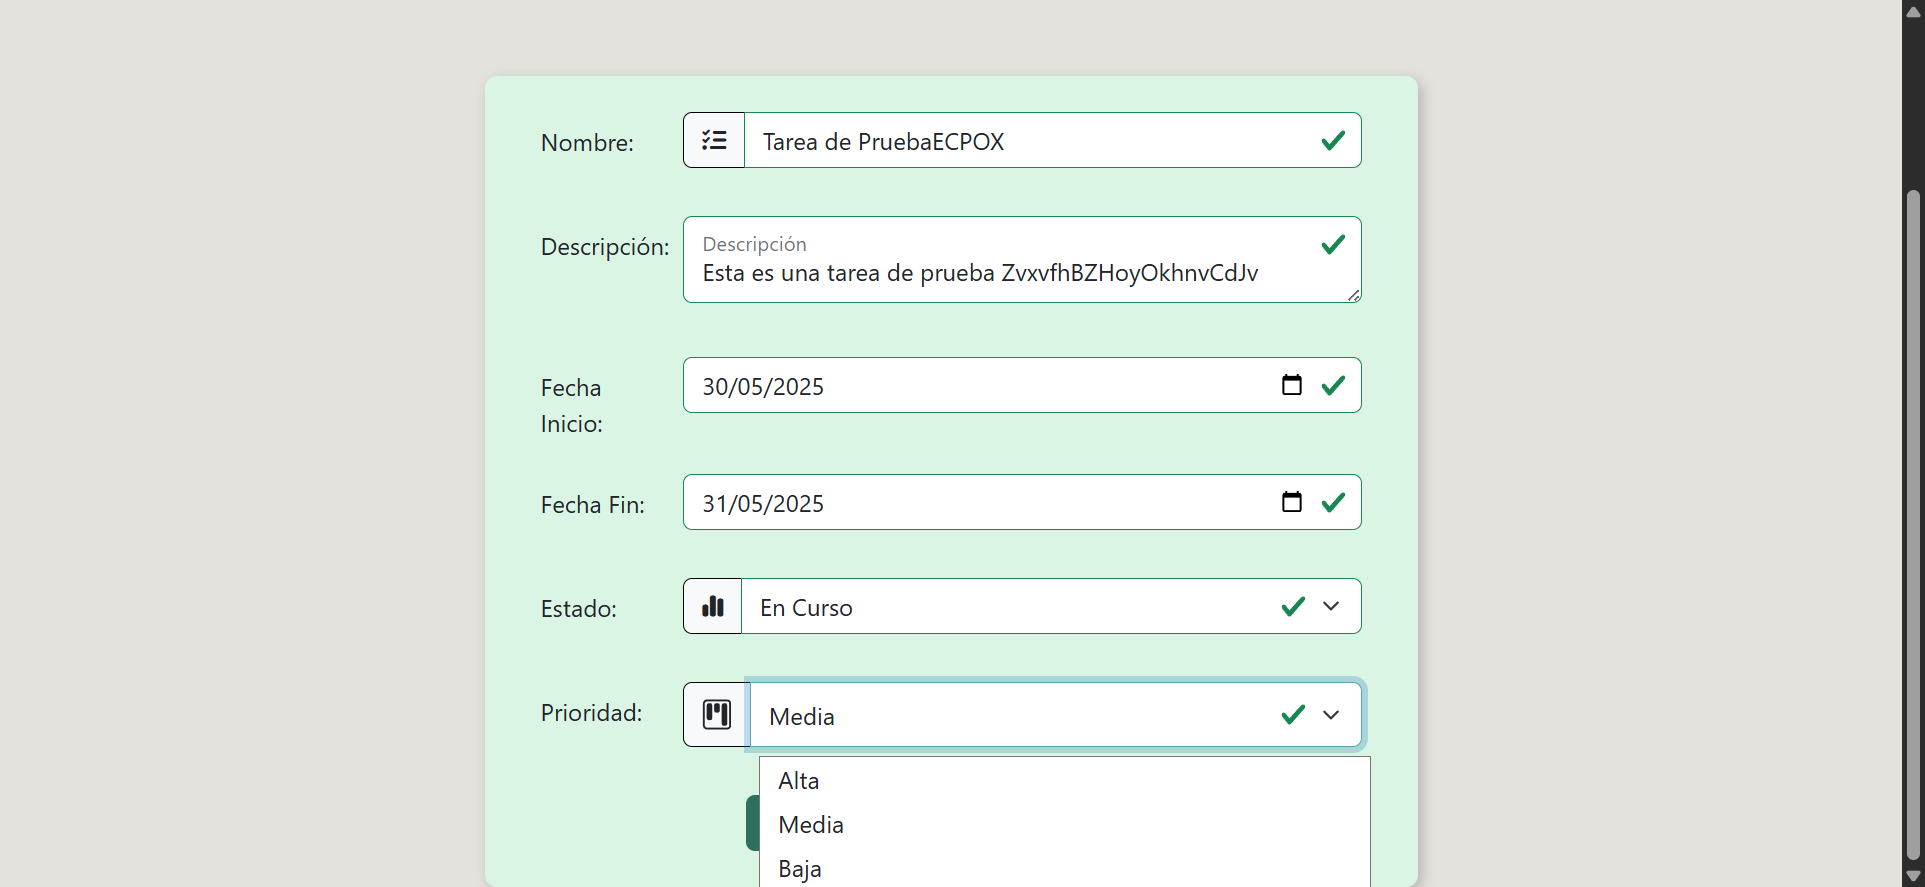 Nombre:
Tarea de PruebaECPOX
Descripción:
Descripción
Esta es una tarea de prueba ZvxvfhBZHoyOkhnvCdJv
Fecha
Inicio:
30/05/2025
Fecha Fin:
31/05/2025
Estado:
En Curso
Prioridad:
Media
Alta
Media
Baja